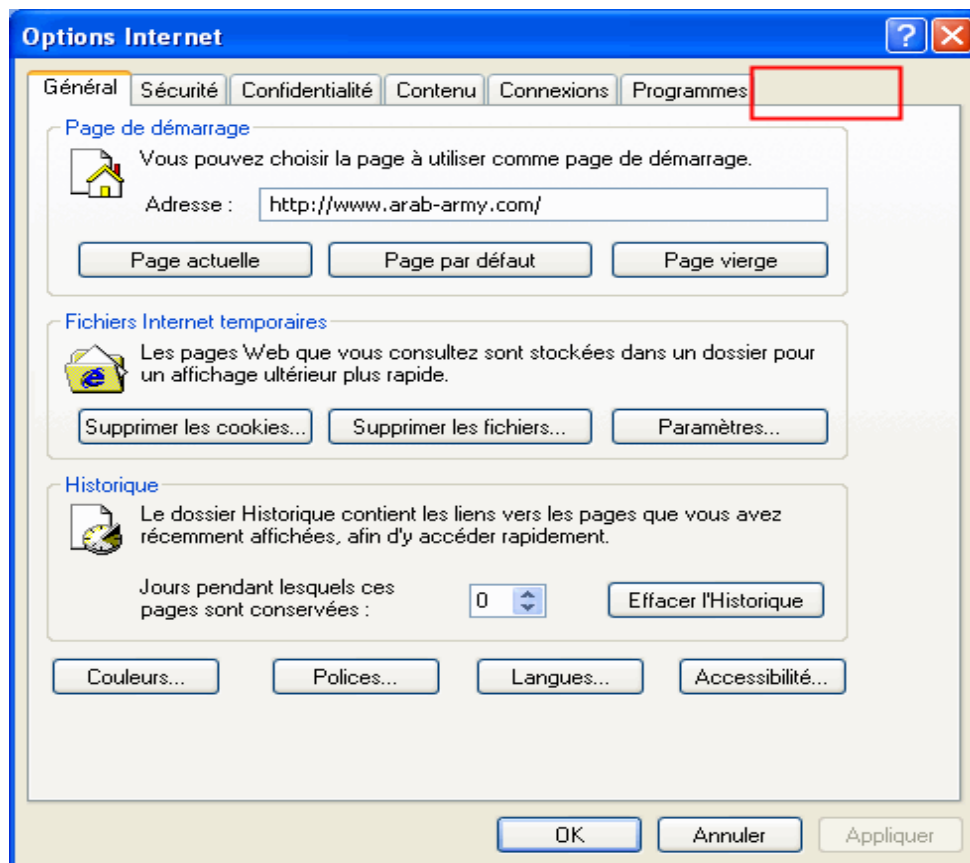 Options Internet
Général Sécurité Confidentialité Contenu Connexions Programmes
Page de démarrage
Vous pouvez choisir la page à utiliser comme page de démarrage.
Adresse : http://www.arab-army.com/
Page actuelle Page par défaut Page vierge
Fichiers Internet temporaires
Les pages Web que vous consultez sont stockées dans un dossier pour
un affichage ultérieur plus rapide.
Supprimer les cookies... Supprimer les fichiers... Paramètres...
Historique
Le dossier Historique contient les liens vers les pages que vous avez
récemment affichées, afin d'y accéder rapidement.
Jours pendant lesquels ces
pages sont conservées : 0 Effacer l'Historique
Couleurs... Polices... Langues... Accessibilité...
OK Annuler Appliquer